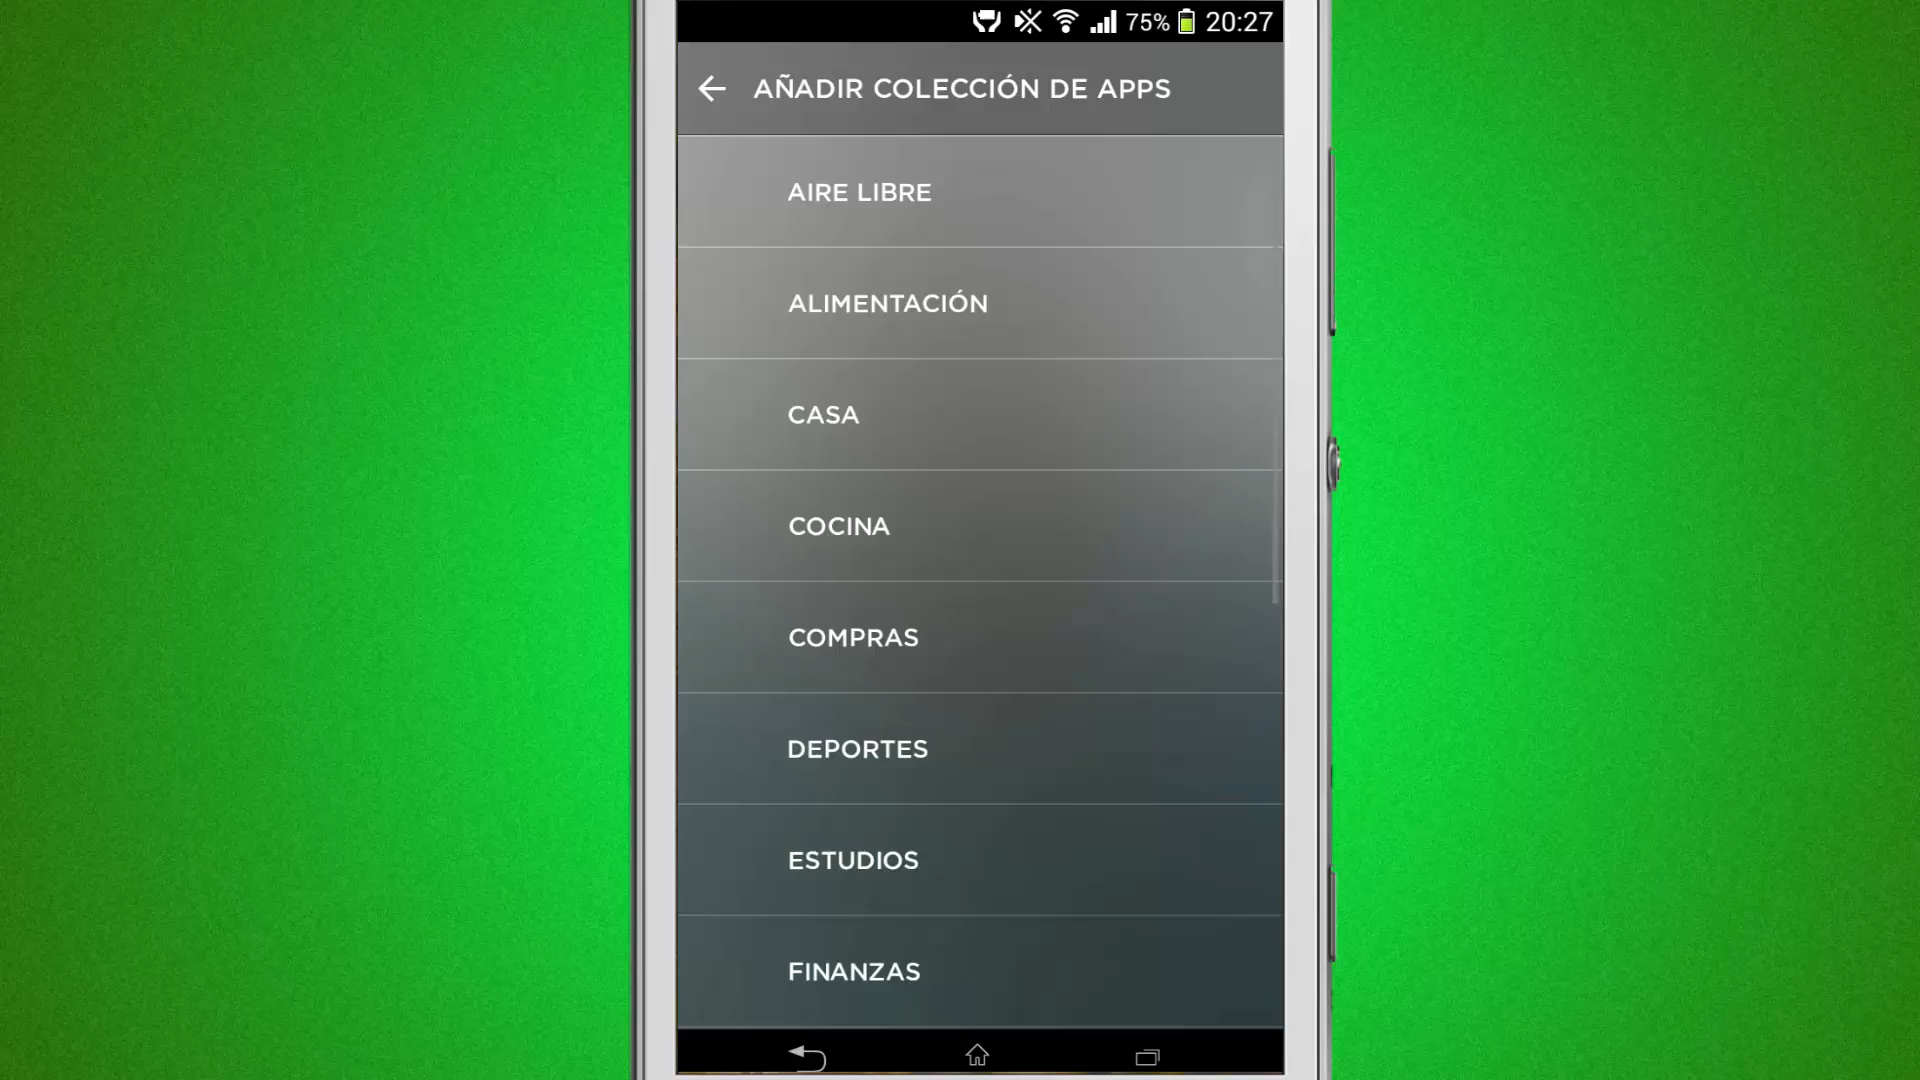 75% 20:27
AÑADIR COLECCIÓN DE APPS
AIRE LIBRE
ALIMENTACIÓN
CASA
COCINA
COMPRAS
DEPORTES
ESTUDIOS
FINANZAS